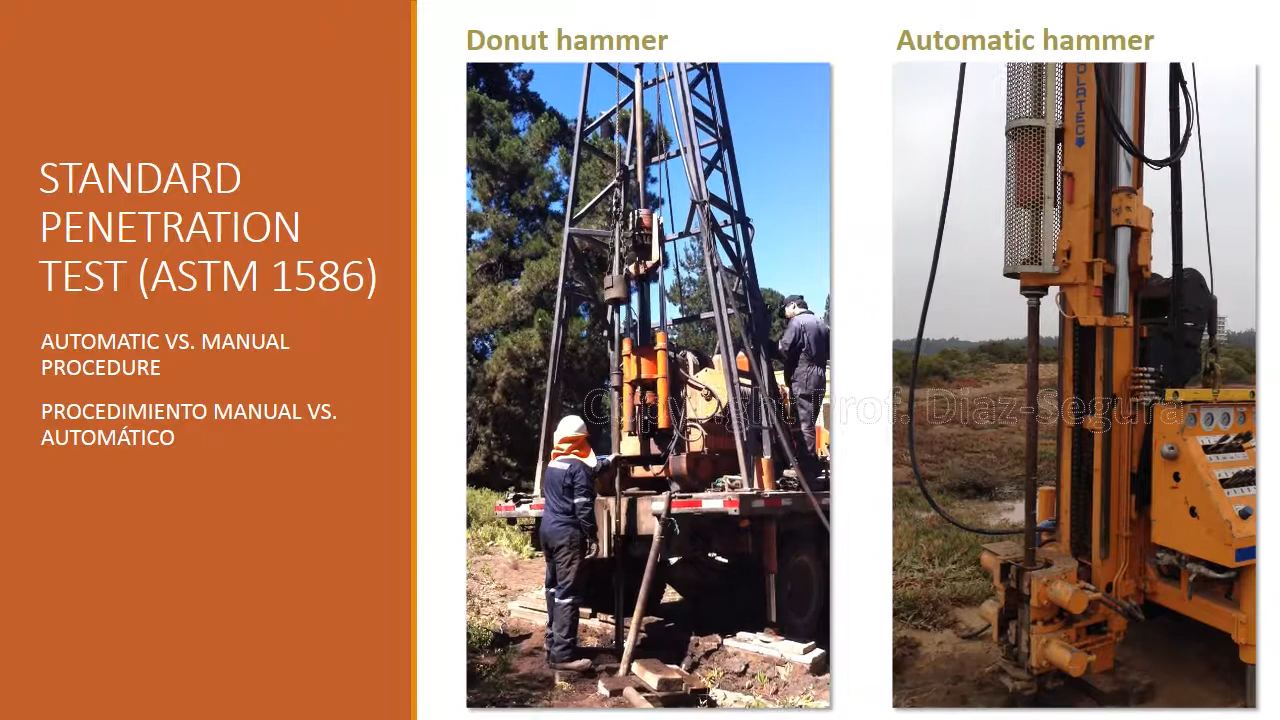 STANDARD
PENETRATION
TEST (ASTM 1586)
AUTOMATIC VS. MANUAL
PROCEDURE
PROCEDIMIENTO MANUAL VS.
AUTOMÁTICO
Donut hammer
Automatic hammer
OLATEC
Copyright Prof. Diaz-Segura